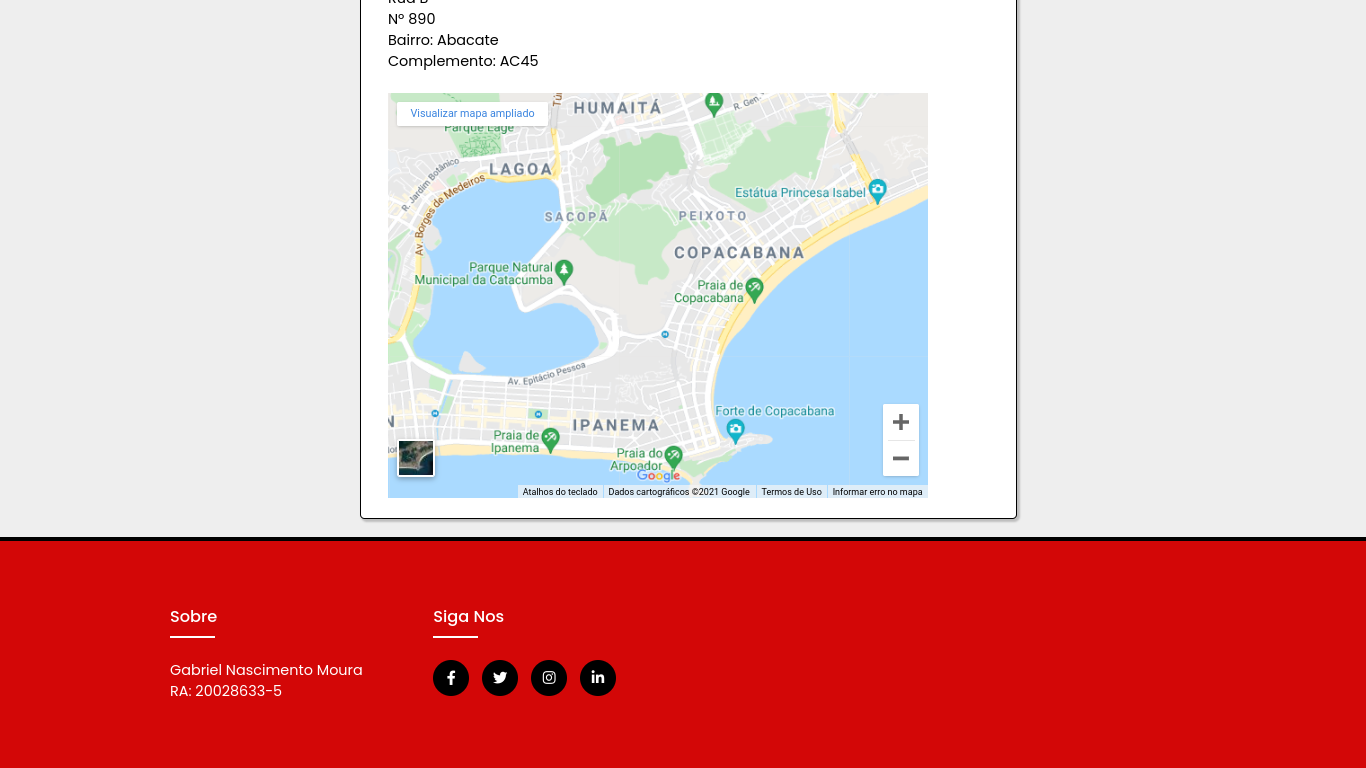 Rua B
Nº 890
Bairro: Abacate
Complemento: AC45
Visualizar mapa ampliado
HUMAITÁ
R. Gen.
Parque Lage
LAGOA
R. Jardim Botânico
Av. Borges de Medeiros
Estátua Princesa Isabel
SACOPÃ
PEIXOTO
COPACABANA
Parque Natural
Municipal da Catacumba
Praia de
Copacabana
Av. Epitácio Pessoa
Forte de Copacabana
IPANEMA
Praia de
Ipanema
Praia do
Arpoador
Google
Atalhos do teclado
Dados cartográficos ©2021 Google
Termos de Uso
Informar erro no mapa
Sobre
Siga Nos
Gabriel Nascimento Moura
RA: 20028633-5